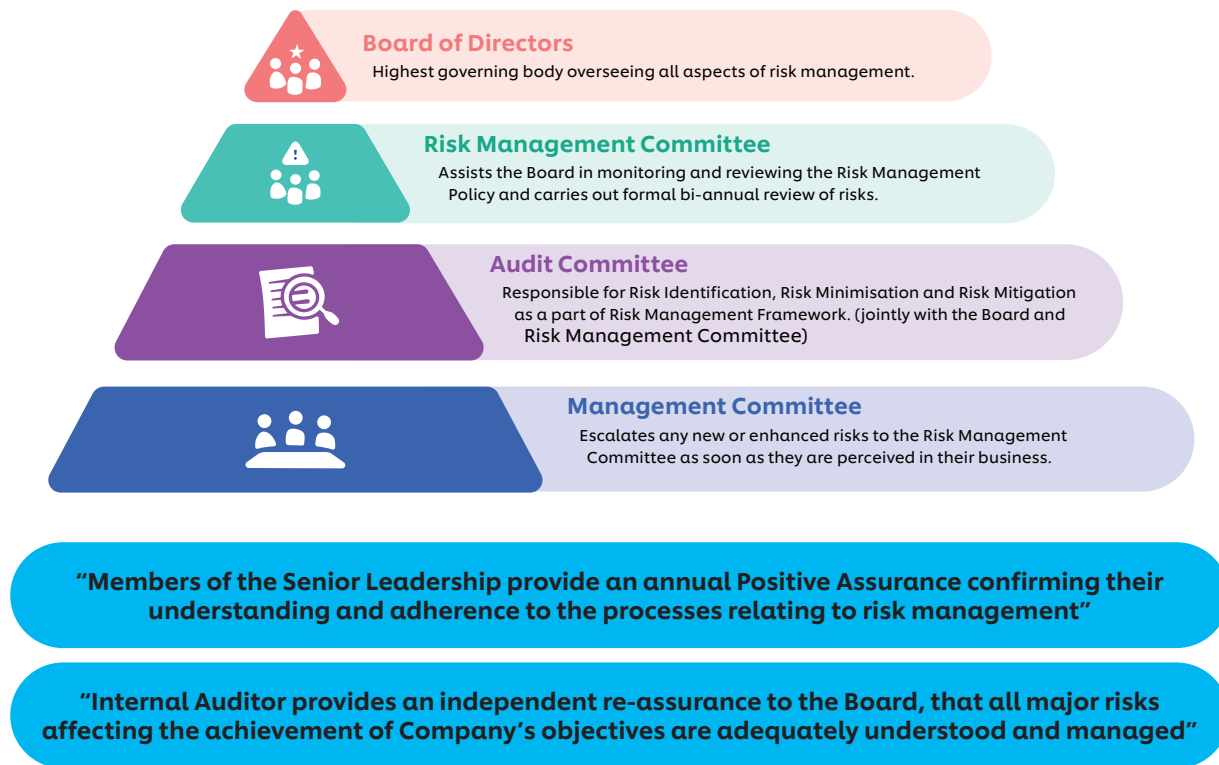 Board of Directors
Highest governing body overseeing all aspects of risk management.
Risk Management Committee
Assists the Board in monitoring and reviewing the Risk Management
Policy and carries out formal bi-annual review of risks.
Audit Committee
Responsible for Risk Identification, Risk Minimisation and Risk Mitigation
as a part of Risk Management Framework. (jointly with the Board and
Risk Management Committee)
Management Committee
Escalates any new or enhanced risks to the Risk Management
Committee as soon as they are perceived in their business.
“Members of the Senior Leadership provide an annual Positive Assurance confirming their
understanding and adherence to the processes relating to risk management”
“Internal Auditor provides an independent re-assurance to the Board, that all major risks
affecting the achievement of Company’s objectives are adequately understood and managed”